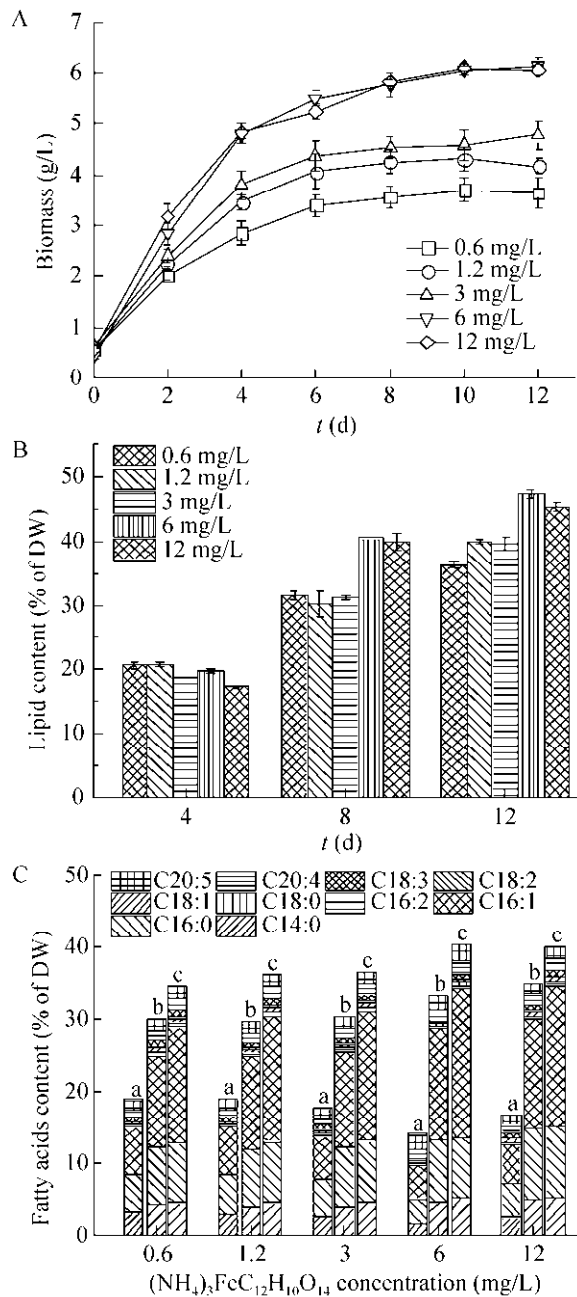 A
7
6
5
4
3
2
1
0
Biomass (g/L)
0.6 mg/L
1.2 mg/L
3 mg/L
6 mg/L
12 mg/L
0 2 4 6 8 10 12
t (d)
B
50
40
30
20
10
0
Lipid content (% of DW)
0.6 mg/L
1.2 mg/L
3 mg/L
6 mg/L
12 mg/L
4 8 12
t (d)
C
50
40
30
20
10
0
Fatty acids content (% of DW)
C20:5 C20:4 C18:3 C18:2
C18:1 C18:0 C16:2 C16:1
C16:0 C14:0
a b c a b c a b c a b c a b c
0.6 1.2 3 6 12
(NH₄)₃FeC₁₂H₁₀O₁₄ concentration (mg/L)